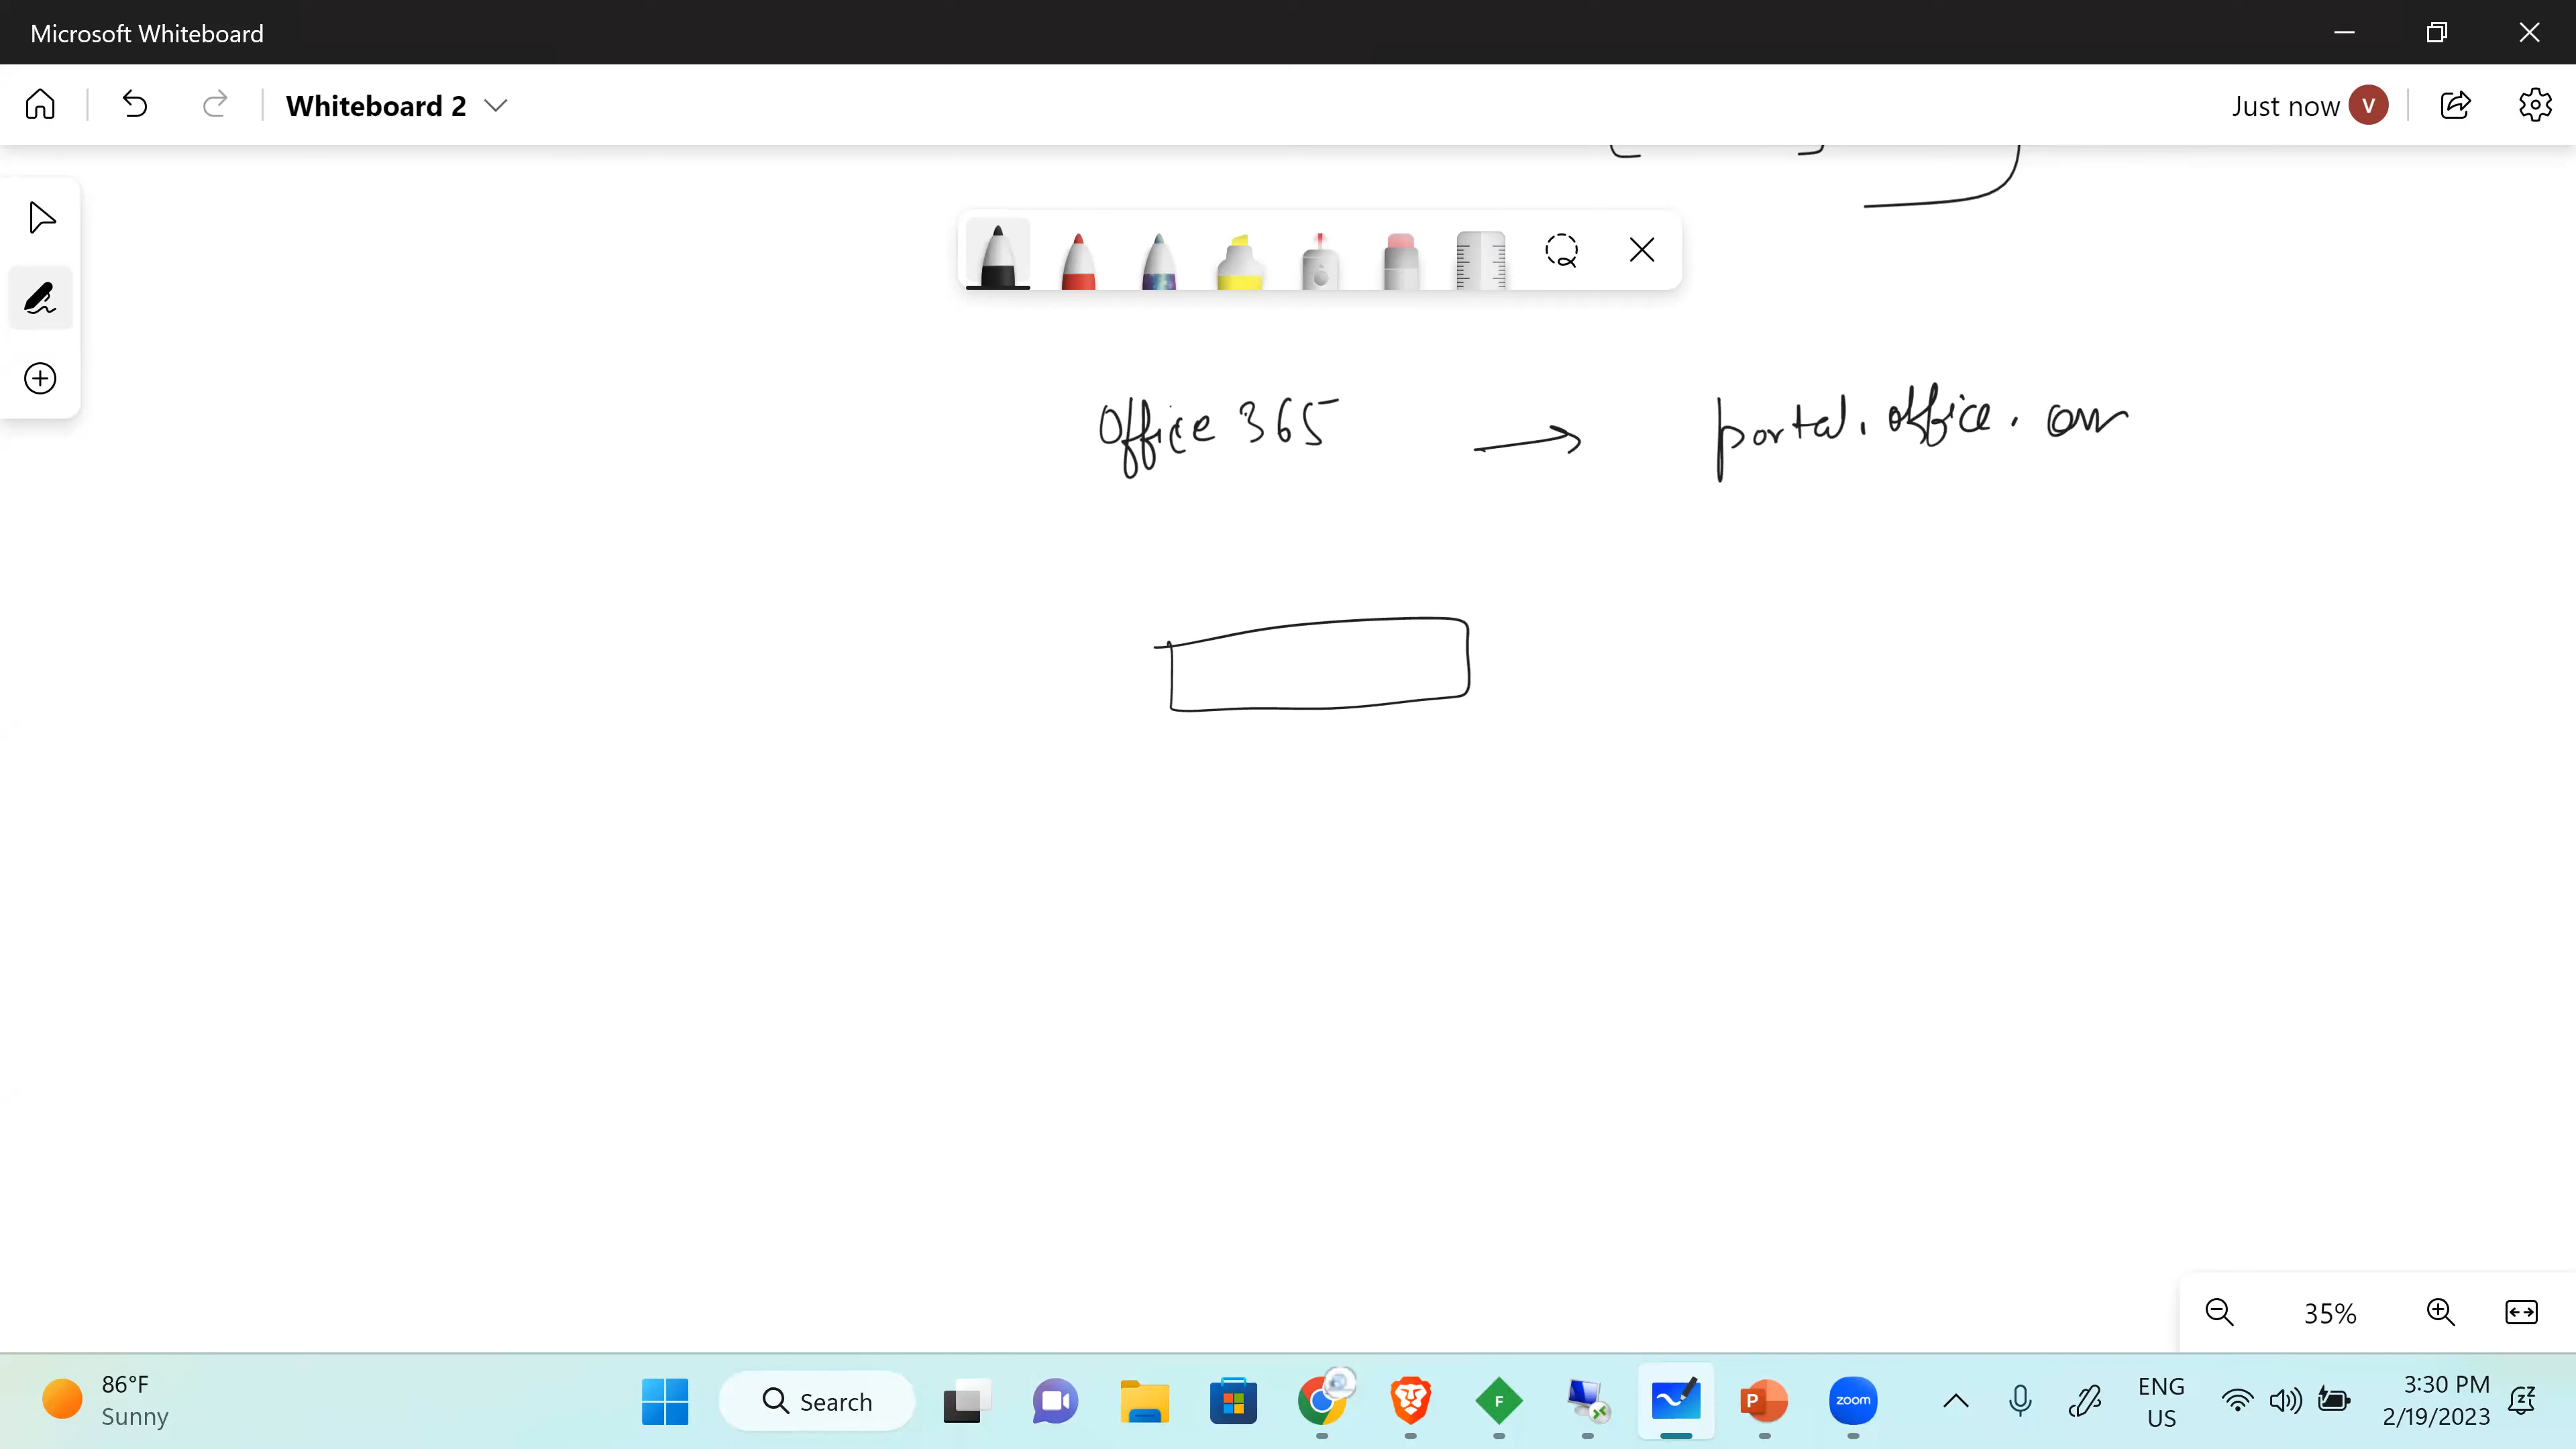 Microsoft Whiteboard
Whiteboard 2
Just now V
Office 365 → portal.office.com
35%
86°F
Sunny
Search
F
P
zoom
ENG
US
3:30 PM
2/19/2023